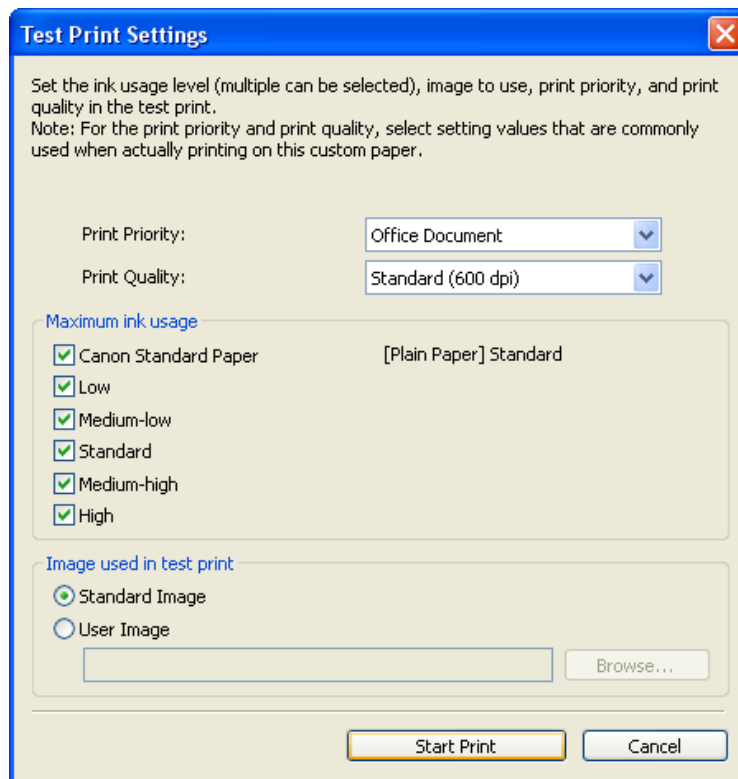 Test Print Settings
Set the ink usage level (multiple can be selected), image to use, print priority, and print
quality in the test print.
Note: For the print priority and print quality, select setting values that are commonly
used when actually printing on this custom paper.
Print Priority: Office Document
Print Quality: Standard (600 dpi)
Maximum ink usage
Canon Standard Paper [Plain Paper] Standard
Low
Medium-low
Standard
Medium-high
High
Image used in test print
Standard Image
User Image
Browse...
Start Print Cancel